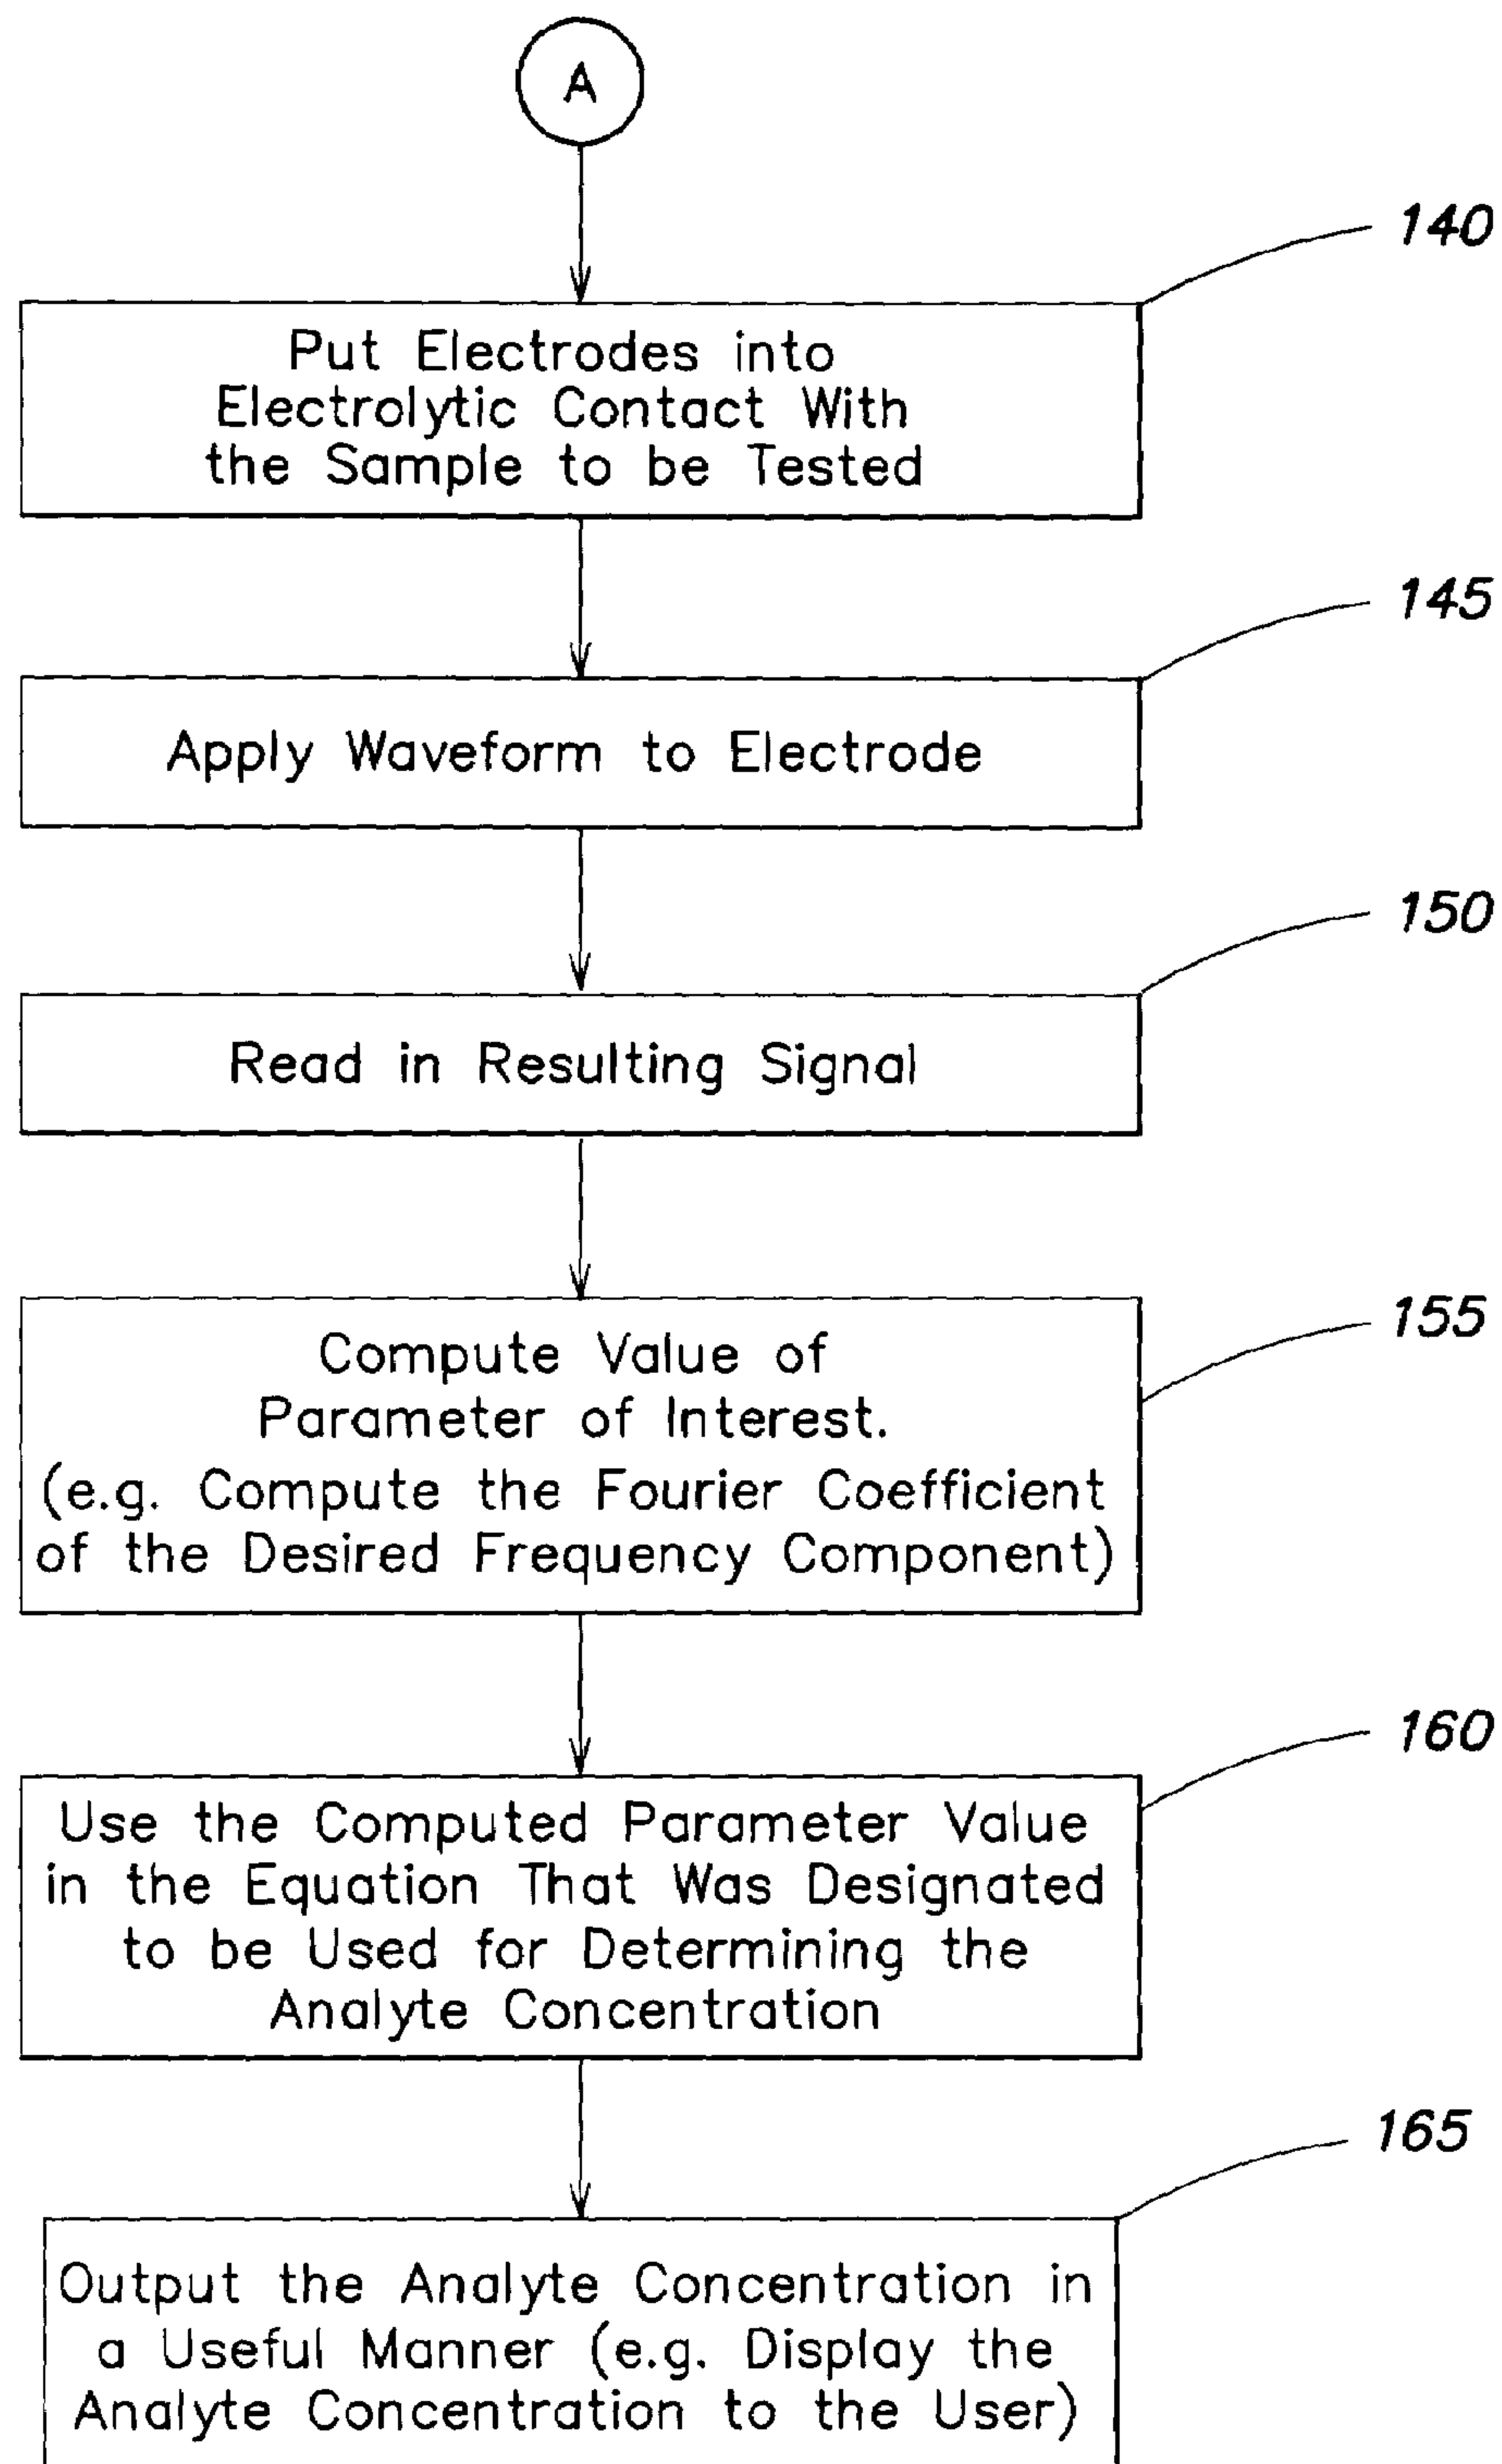 A
140
Put Electrodes into
Electrolytic Contact With
the Sample to be Tested
145
Apply Waveform to Electrode
150
Read in Resulting Signal
155
Compute Value of
Parameter of Interest.
(e.g. Compute the Fourier Coefficient
of the Desired Frequency Component)
160
Use the Computed Parameter Value
in the Equation That Was Designated
to be Used for Determining the
Analyte Concentration
165
Output the Analyte Concentration in
a Useful Manner (e.g. Display the
Analyte Concentration to the User)